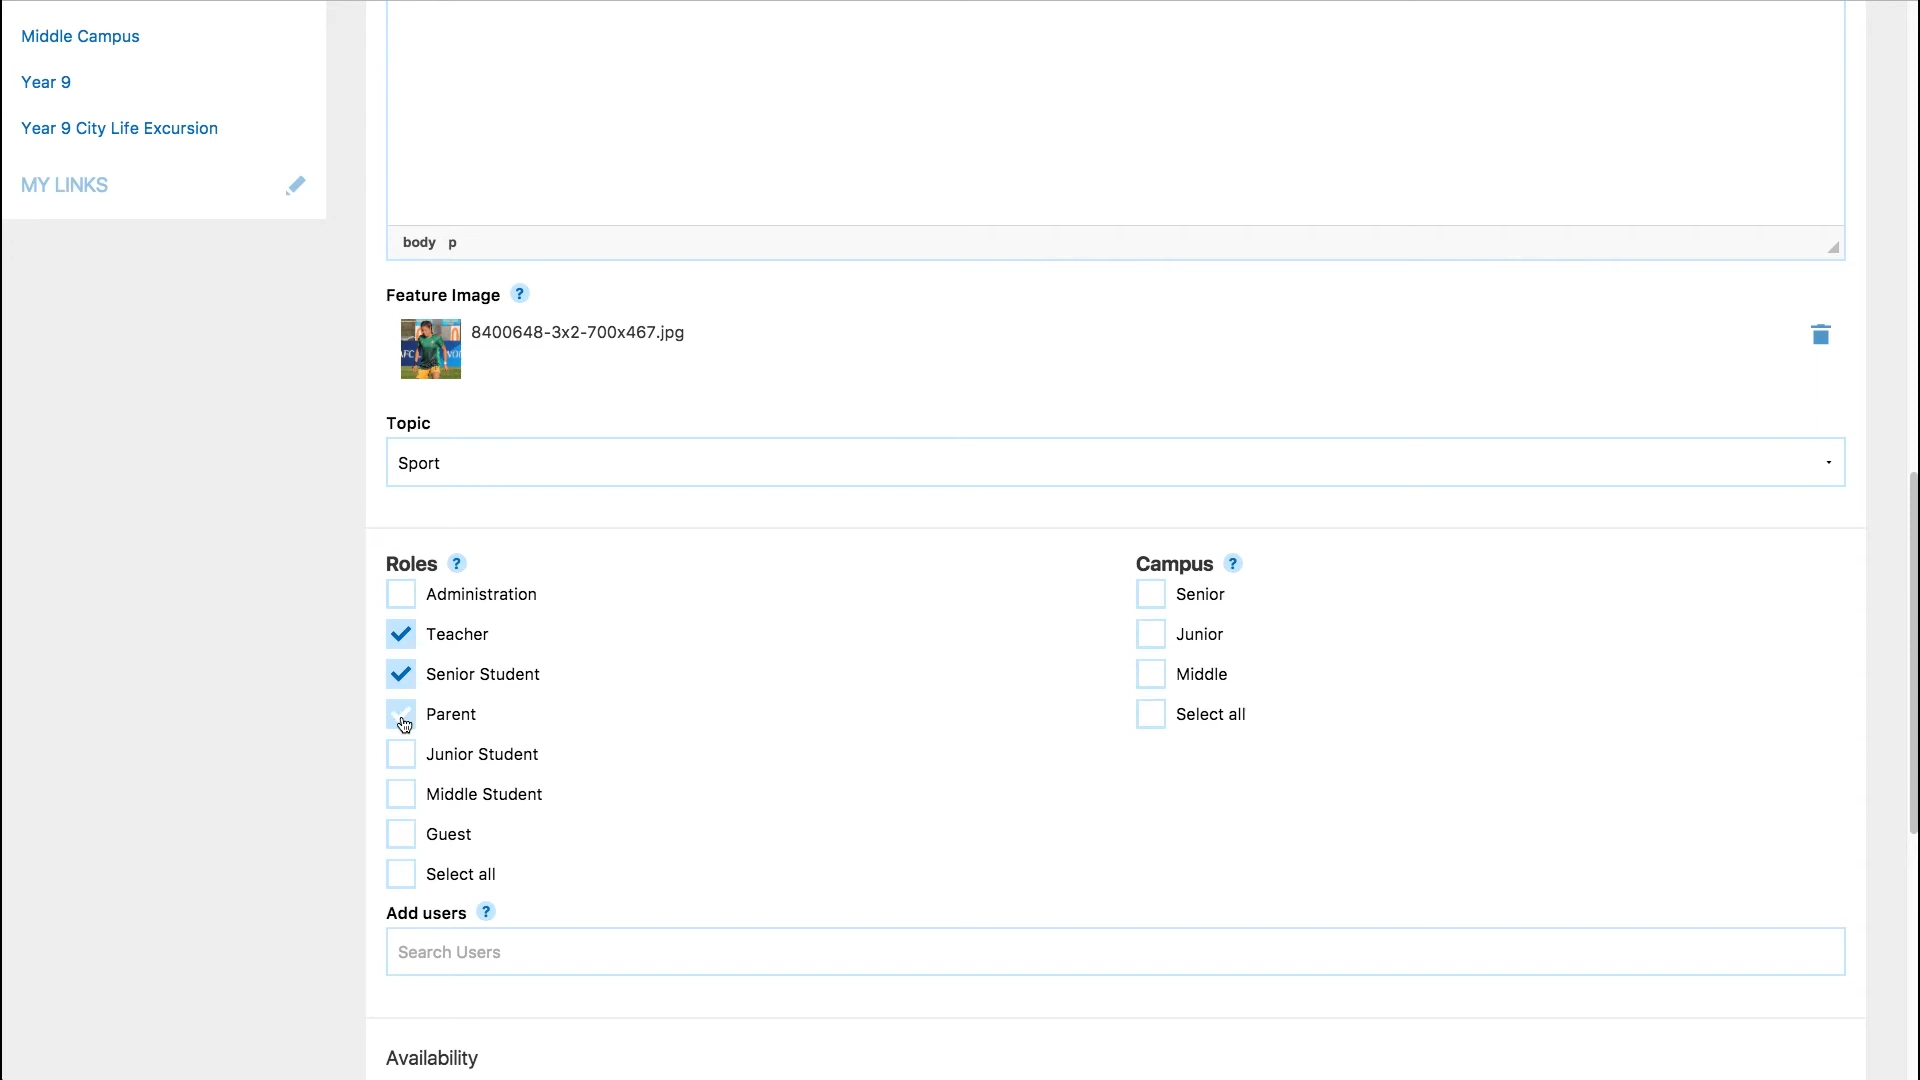 Middle Campus
Year 9
Year 9 City Life Excursion
MY LINKS
body p
Feature Image ?
8400648-3x2-700x467.jpg
Topic
Sport
Roles ?
Administration
Teacher
Senior Student
Parent
Junior Student
Middle Student
Guest
Select all
Campus ?
Senior
Junior
Middle
Select all
Add users ?
Search Users
Availability